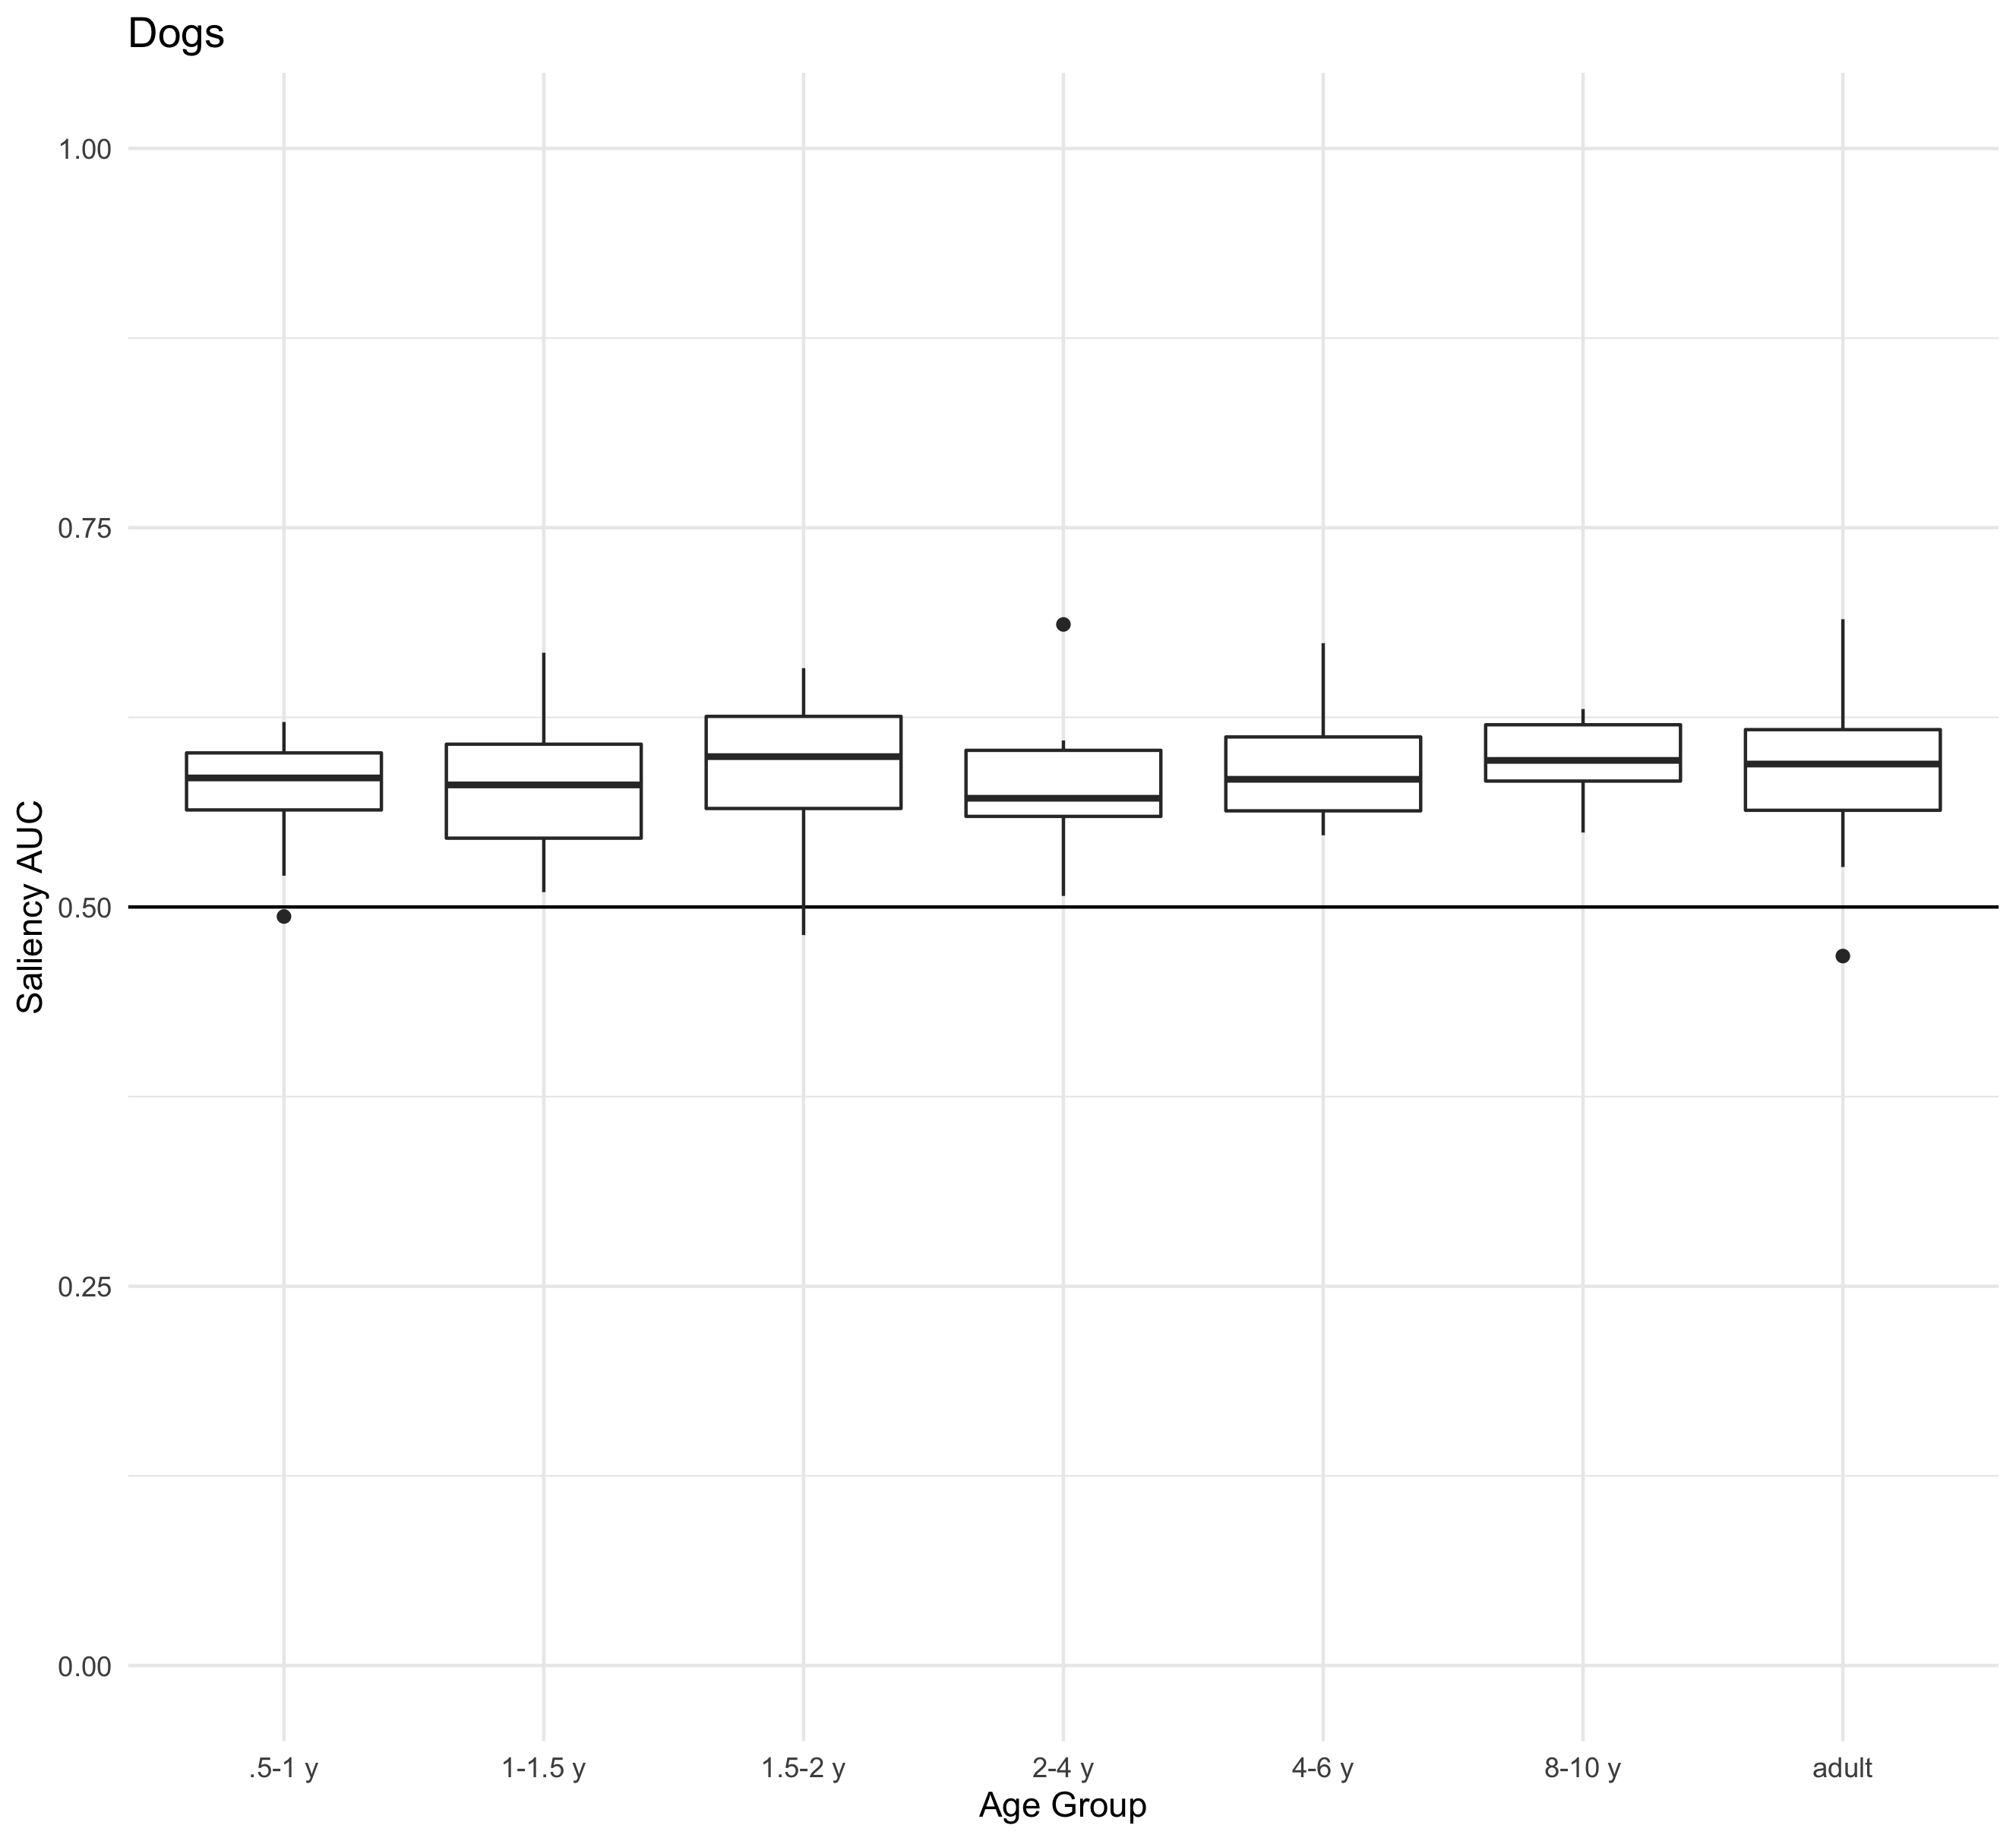 Dogs
1.00
0.75
0.50
0.25
0.00
Saliency AUC
.5-1 y
1-1.5 y
1.5-2 y
2-4 y
4-6 y
8-10 y
adult
Age Group